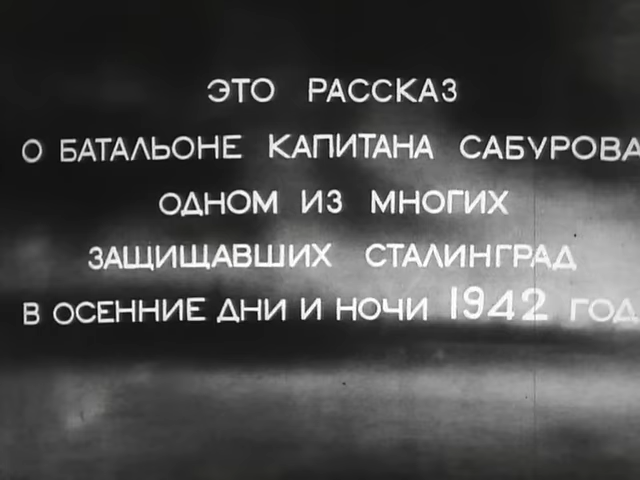 ЭТО РАССКАЗ
О БАТАЛЬОНЕ КАПИТАНА САБУРОВА
ОДНОМ ИЗ МНОГИХ
ЗАЩИЩАВШИХ СТАЛИНГРАД
В ОСЕННИЕ ДНИ И НОЧИ 1942 ГОД